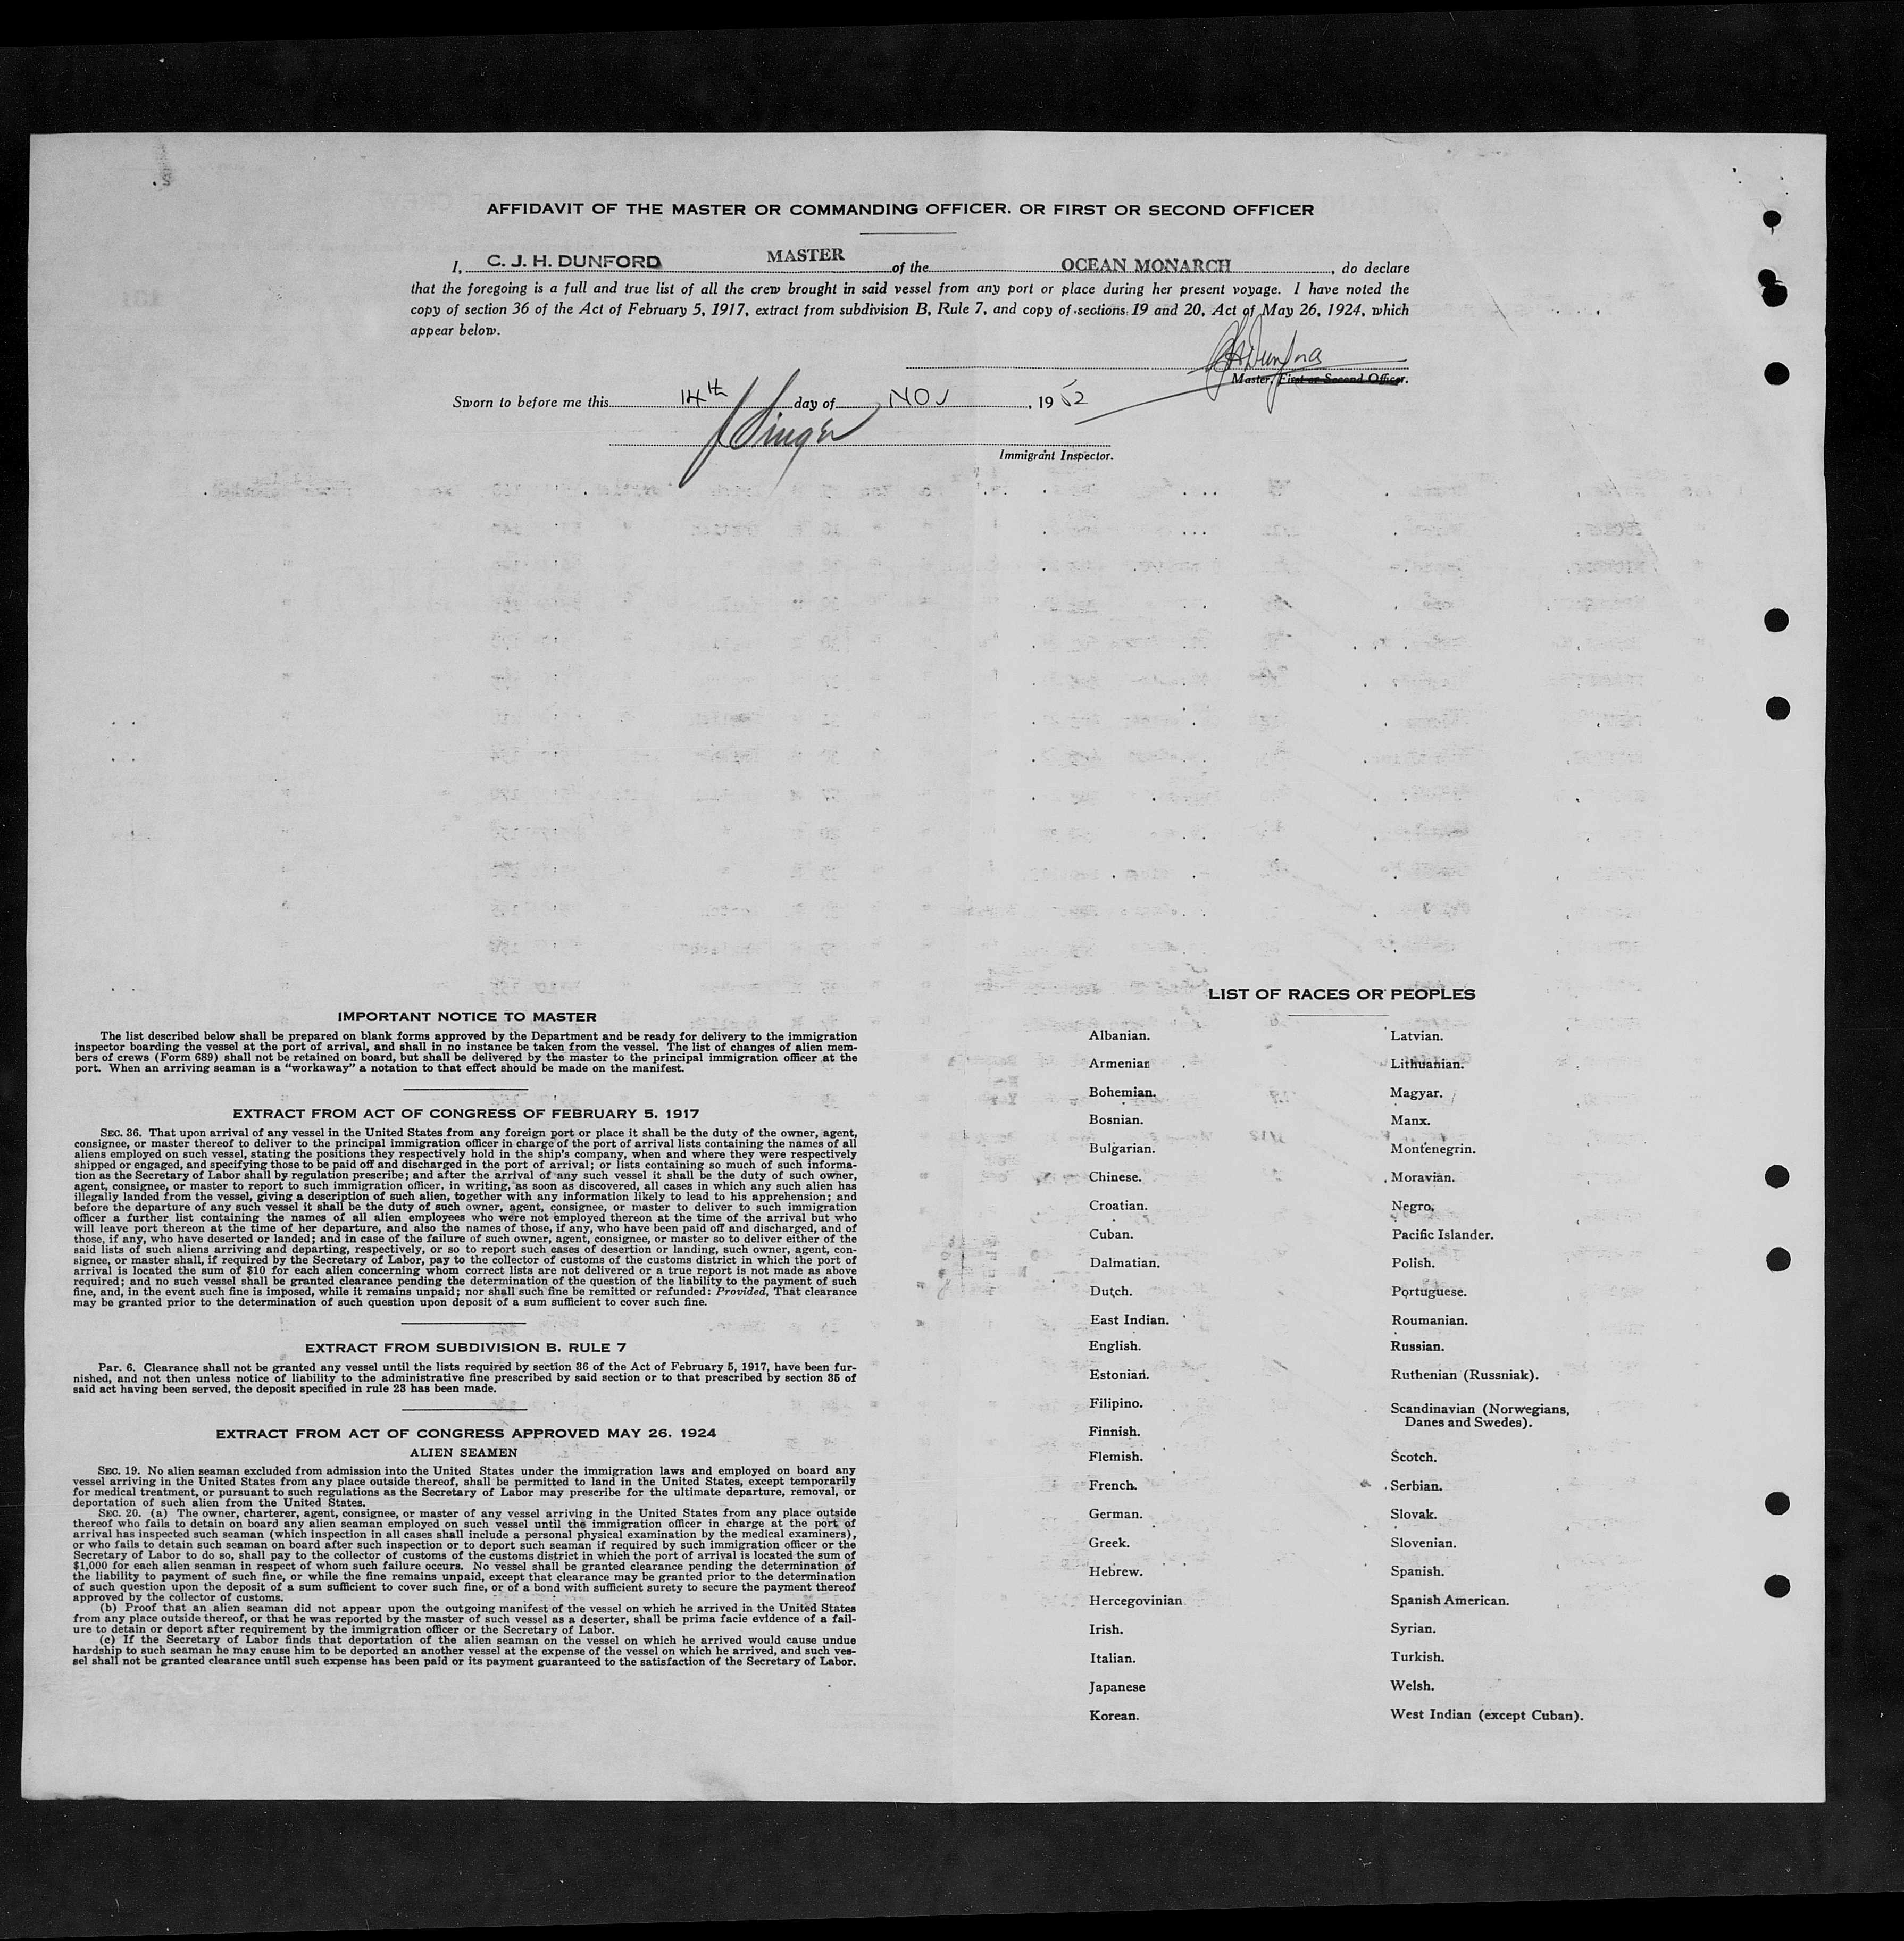 AFFIDAVIT OF THE MASTER OR COMMANDING OFFICER, OR FIRST OR SECOND OFFICER
I, C. J. H. DUNFORD MASTER of the OCEAN MONARCH, do declare
that the foregoing is a full and true list of all the crew brought in said vessel from any port or place during her present voyage. I have noted the
copy of section 36 of the Act of February 5, 1917, extract from subdivision B, Rule 7, and copy of sections 19 and 20, Act of May 26, 1924, which
appear below.
CJHDunford
Master, First or Second Officer.
Sworn to before me this 14th day of NOV, 1952
J Singer
Immigrant Inspector.
IMPORTANT NOTICE TO MASTER
The list described below shall be prepared on blank forms approved by the Department and be ready for delivery to the immigration
inspector boarding the vessel at the port of arrival, and shall in no instance be taken from the vessel. The list of changes of alien mem-
bers of crews (Form 689) shall not be retained on board, but shall be delivered by the master to the principal immigration officer at the
port. When an arriving seaman is a "workaway" a notation to that effect should be made on the manifest.
EXTRACT FROM ACT OF CONGRESS OF FEBRUARY 5, 1917
SEC. 36. That upon arrival of any vessel in the United States from any foreign port or place it shall be the duty of the owner, agent,
consignee, or master thereof to deliver to the principal immigration officer in charge of the port of arrival lists containing the names of all
aliens employed on such vessel, stating the positions they respectively hold in the ship's company, when and where they were respectively
shipped or engaged, and specifying those to be paid off and discharged in the port of arrival; or lists containing so much of such informa-
tion as the Secretary of Labor shall by regulation prescribe; and after the arrival of any such vessel it shall be the duty of such owner,
agent, consignee, or master to report to such immigration officer, in writing, as soon as discovered, all cases in which any such alien has
illegally landed from the vessel, giving a description of such alien, together with any information likely to lead to his apprehension; and
before the departure of any such vessel it shall be the duty of such owner, agent, consignee, or master to deliver to such immigration
officer a further list containing the names of all alien employees who were not employed thereon at the time of the arrival but who
will leave port thereon at the time of her departure, and also the names of those, if any, who have been paid off and discharged, and of
those, if any, who have deserted or landed; and in case of the failure of such owner, agent, consignee, or master so to deliver either of the
said lists of such aliens arriving and departing, respectively, or so to report such cases of desertion or landing, such owner, agent, con-
signee, or master shall, if required by the Secretary of Labor, pay to the collector of customs of the customs district in which the port of
arrival is located the sum of $10 for each alien concerning whom correct lists are not delivered or a true report is not made as above
required; and no such vessel shall be granted clearance pending the determination of the question of the liability to the payment of such
fine, and, in the event such fine is imposed, while it remains unpaid; nor shall such fine be remitted or refunded: Provided, That clearance
may be granted prior to the determination of such question upon deposit of a sum sufficient to cover such fine.
EXTRACT FROM SUBDIVISION B, RULE 7
Par. 6. Clearance shall not be granted any vessel until the lists required by section 36 of the Act of February 5, 1917, have been fur-
nished, and not then unless notice of liability to the administrative fine prescribed by said section or to that prescribed by section 35 of
said act having been served, the deposit specified in rule 23 has been made.
EXTRACT FROM ACT OF CONGRESS APPROVED MAY 26, 1924
ALIEN SEAMEN
SEC. 19. No alien seaman excluded from admission into the United States under the immigration laws and employed on board any
vessel arriving in the United States from any place outside thereof, shall be permitted to land in the United States, except temporarily
for medical treatment, or pursuant to such regulations as the Secretary of Labor may prescribe for the ultimate departure, removal, or
deportation of such alien from the United States.
SEC. 20. (a) The owner, charterer, agent, consignee, or master of any vessel arriving in the United States from any place outside
thereof who fails to detain on board any alien seaman employed on such vessel until the immigration officer in charge at the port of
arrival has inspected such seaman (which inspection in all cases shall include a personal physical examination by the medical examiners),
or who fails to detain such seaman on board after such inspection or to deport such seaman if required by such immigration officer or the
Secretary of Labor to do so, shall pay to the collector of customs of the customs district in which the port of arrival is located the sum of
$1,000 for each alien seaman in respect of whom such failure occurs. No vessel shall be granted clearance pending the determination of
the liability to payment of such fine, or while the fine remains unpaid, except that clearance may be granted prior to the determination
of such question upon the deposit of a sum sufficient to cover such fine, or of a bond with sufficient surety to secure the payment thereof
approved by the collector of customs.
(b) Proof that an alien seaman did not appear upon the outgoing manifest of the vessel on which he arrived in the United States
from any place outside thereof, or that he was reported by the master of such vessel as a deserter, shall be prima facie evidence of a fail-
ure to detain or deport after requirement by the immigration officer or the Secretary of Labor.
(c) If the Secretary of Labor finds that deportation of the alien seaman on the vessel on which he arrived would cause undue
hardship to such seaman he may cause him to be deported an another vessel at the expense of the vessel on which he arrived, and such ves-
sel shall not be granted clearance until such expense has been paid or its payment guaranteed to the satisfaction of the Secretary of Labor.
LIST OF RACES OR PEOPLES
Albanian.
Armenian
Bohemian.
Bosnian.
Bulgarian.
Chinese.
Croatian.
Cuban.
Dalmatian.
Dutch.
East Indian.
English.
Estonian.
Filipino.
Finnish.
Flemish.
French.
German.
Greek.
Hebrew.
Hercegovinian
Irish.
Italian.
Japanese
Korean.
Latvian.
Lithuanian.
Magyar.
Manx.
Montenegrin.
Moravian.
Negro.
Pacific Islander.
Polish.
Portuguese.
Roumanian.
Russian.
Ruthenian (Russniak).
Scandinavian (Norwegians,
Danes and Swedes).
Scotch.
Serbian.
Slovak.
Slovenian.
Spanish.
Spanish American.
Syrian.
Turkish.
Welsh.
West Indian (except Cuban).